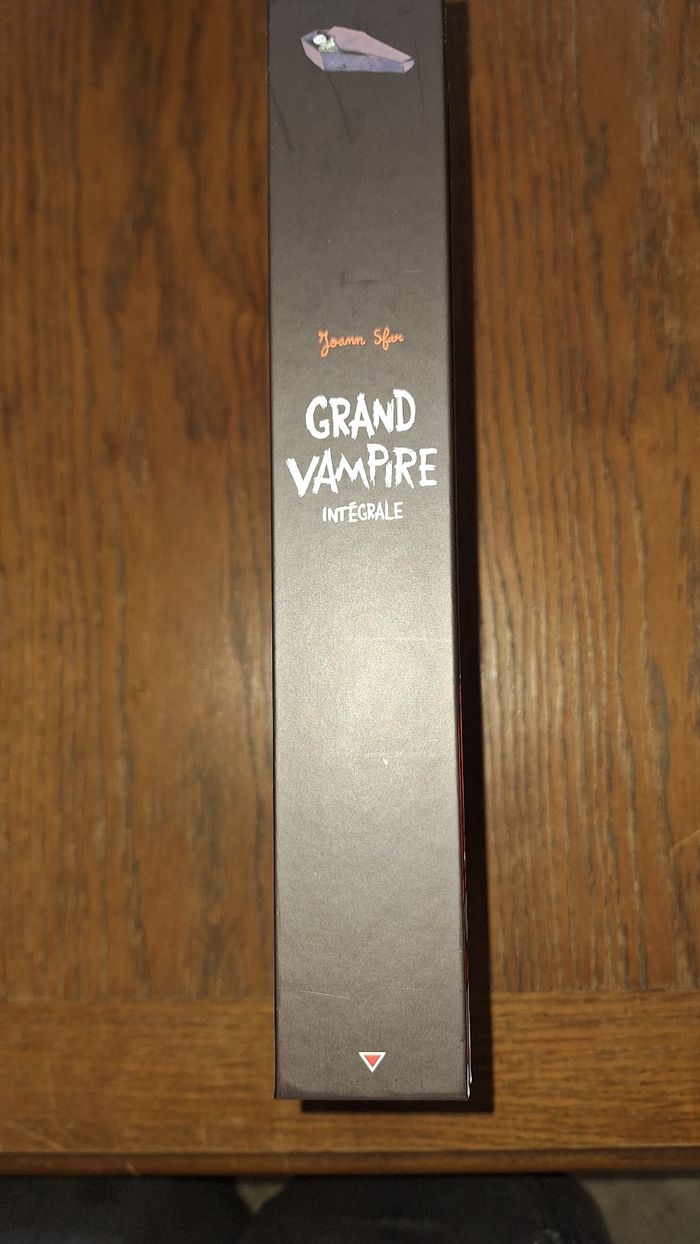 Joann Sfar
GRAND
VAMPIRE
INTÉGRALE